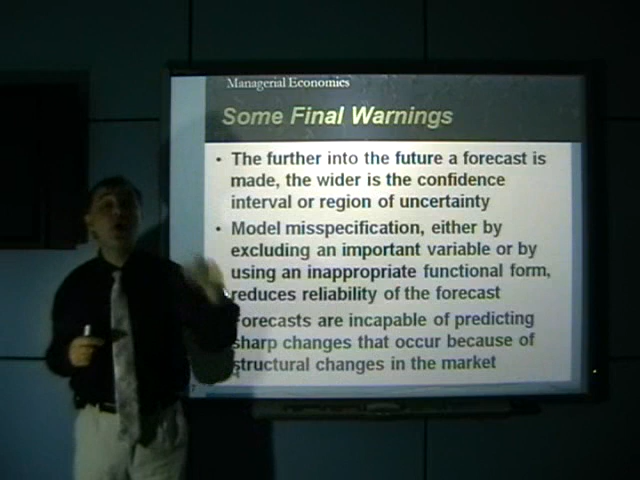 Managerial Economics
Some Final Warnings
• The further into the future a forecast is
made, the wider is the confidence
interval or region of uncertainty
• Model misspecification, either by
excluding an important variable or by
using an inappropriate functional form,
reduces reliability of the forecast
Forecasts are incapable of predicting
sharp changes that occur because of
structural changes in the market